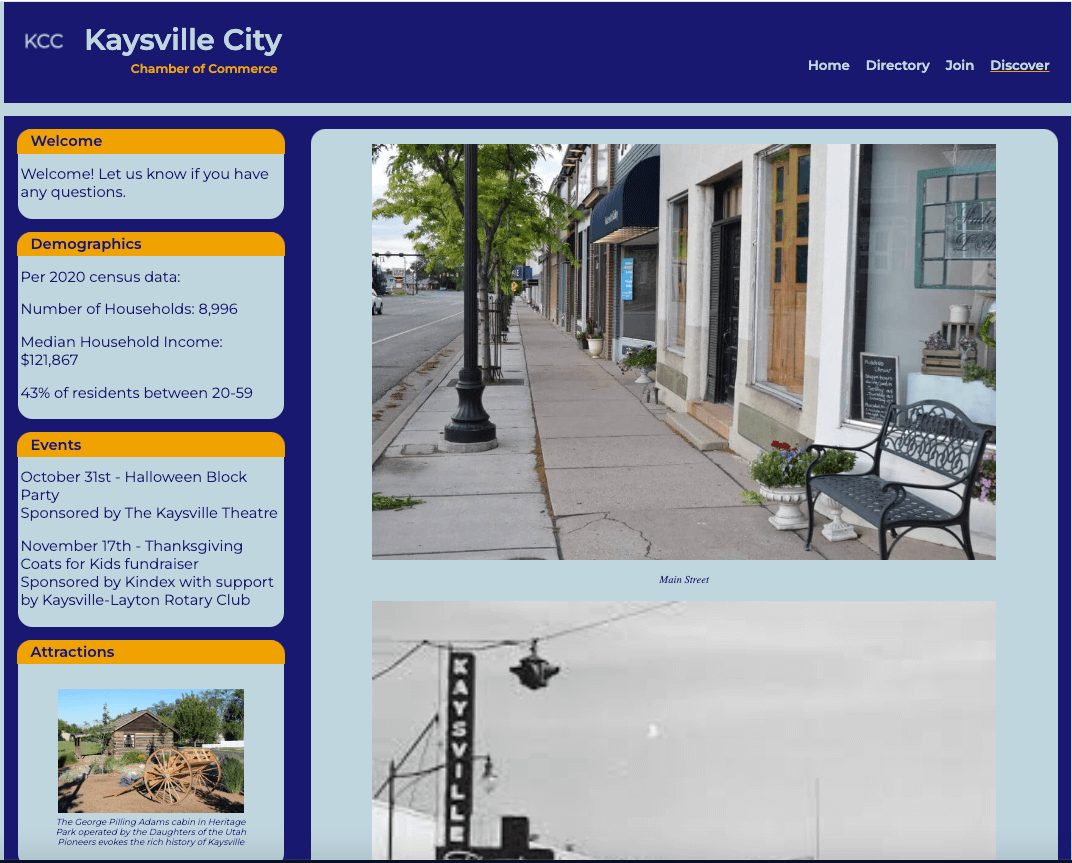 KCC
Kaysville City
Chamber of Commerce
Home Directory Join Discover
Welcome
Welcome! Let us know if you have
any questions.
Demographics
Per 2020 census data:
Number of Households: 8,996
Median Household Income:
$121,867
43% of residents between 20-59
Events
October 31st - Halloween Block
Party
Sponsored by The Kaysville Theatre
November 17th - Thanksgiving
Coats for Kids fundraiser
Sponsored by Kindex with support
by Kaysville-Layton Rotary Club
Attractions
The George Pilling Adams cabin in Heritage
Park operated by the Daughters of the Utah
Pioneers evokes the rich history of Kaysville
Main Street
KAYSVILLE